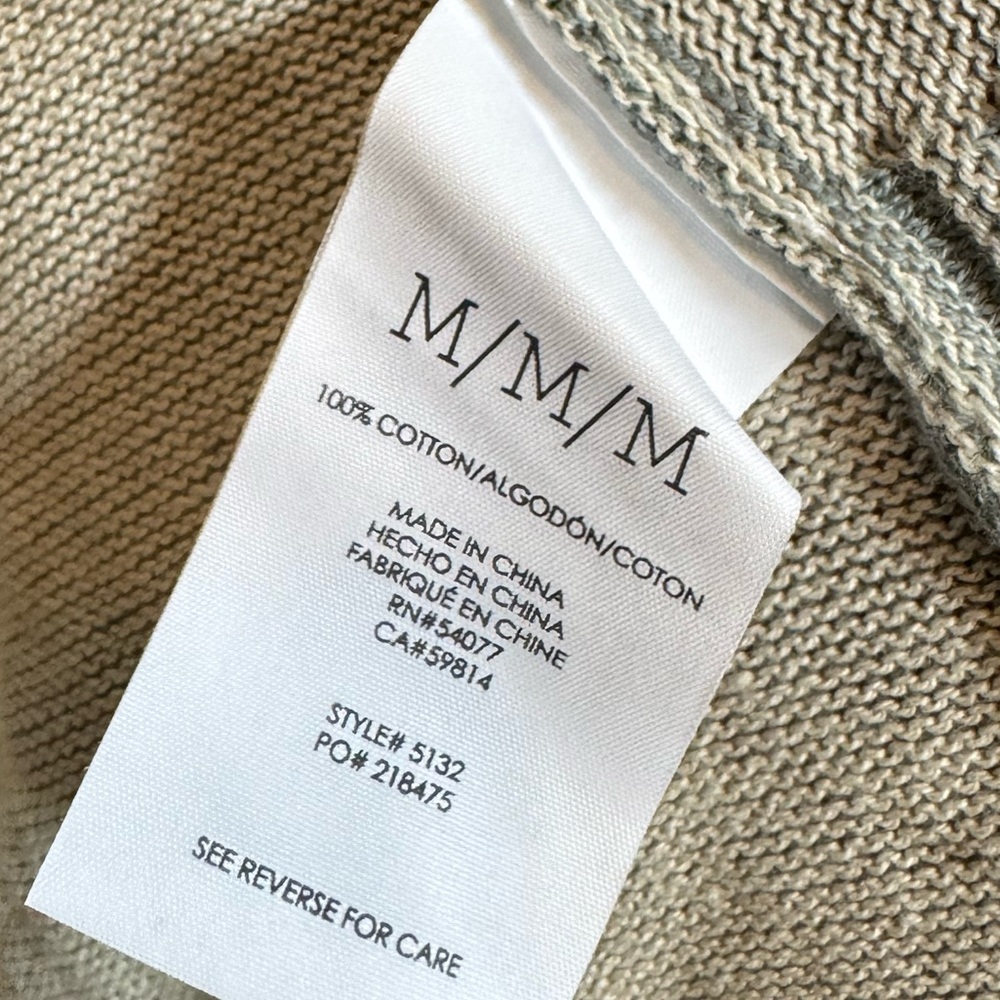 M/M/M
100% COTTON/ALGODÓN/COTON
MADE IN CHINA
HECHO EN CHINA
FABRIQUÉ EN CHINE
RN#54077
CA#59814
STYLE# 5132
PO# 218475
SEE REVERSE FOR CARE